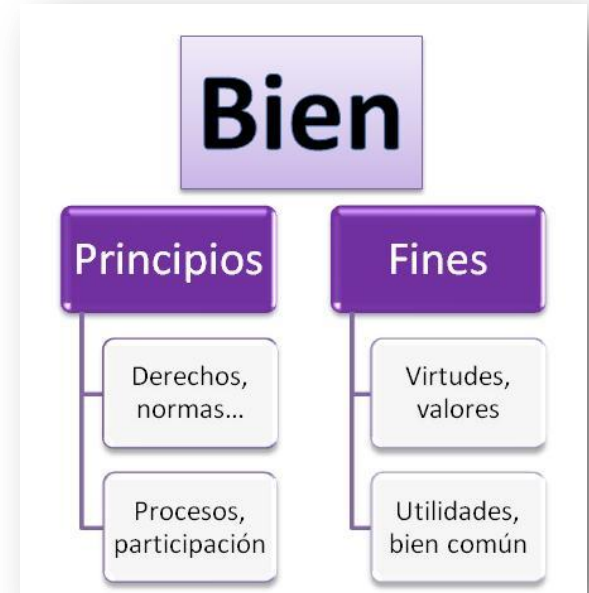 Bien
Principios
Derechos,
normas...
Procesos,
participación
Fines
Virtudes,
valores
Utilidades,
bien común